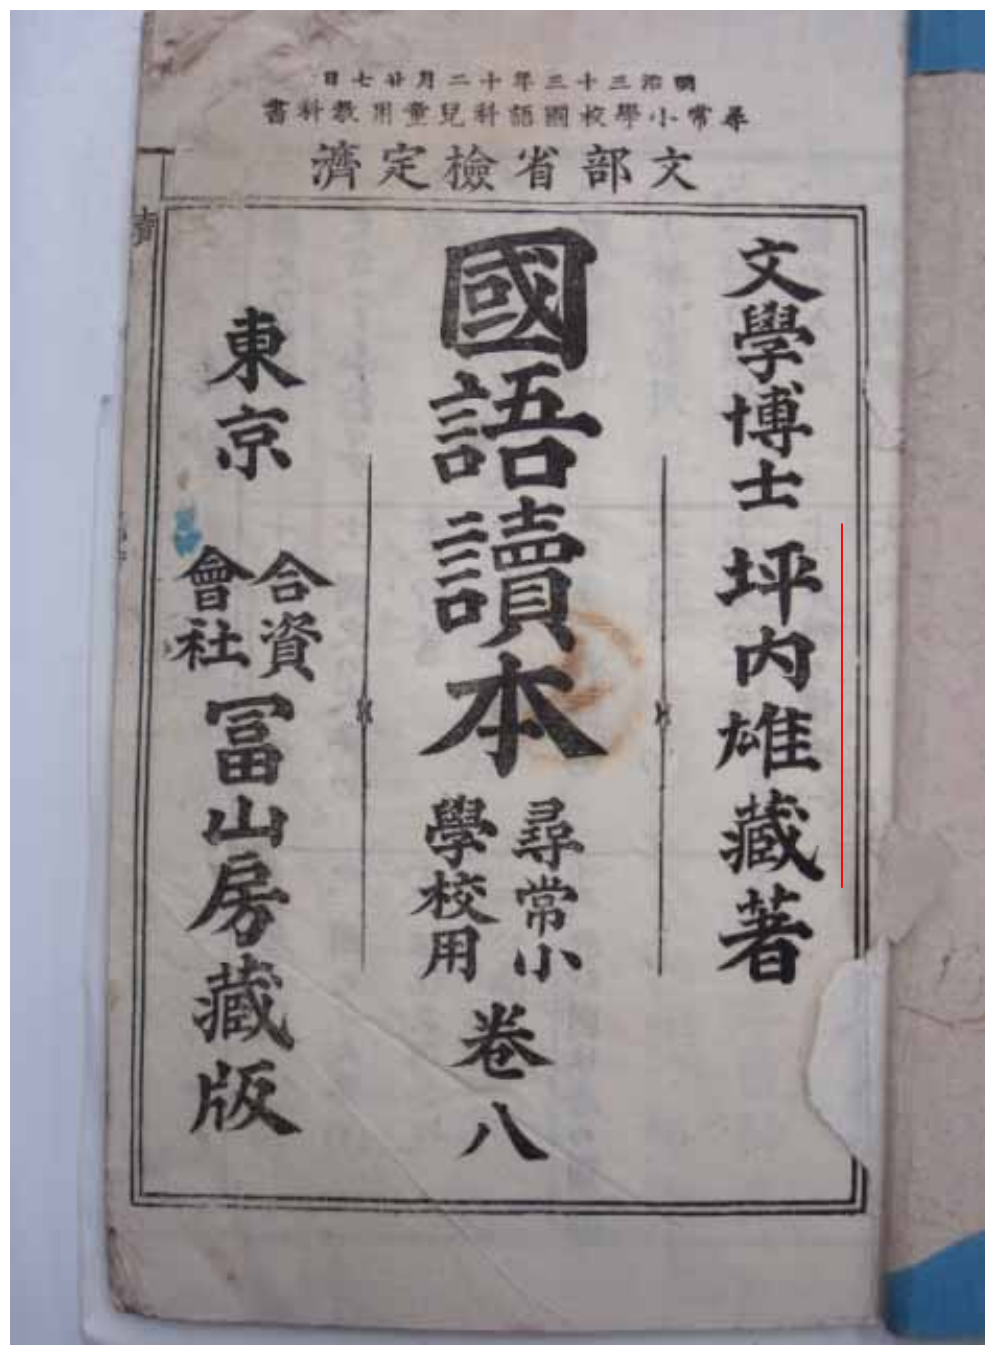 明治三十三年十二月廿七日
尋常小學校國語科兒童用教科書
文部省檢定濟
文學博士 坪内雄藏著
國語讀本 尋常小學校用 卷八
東京 合資會社 冨山房藏版